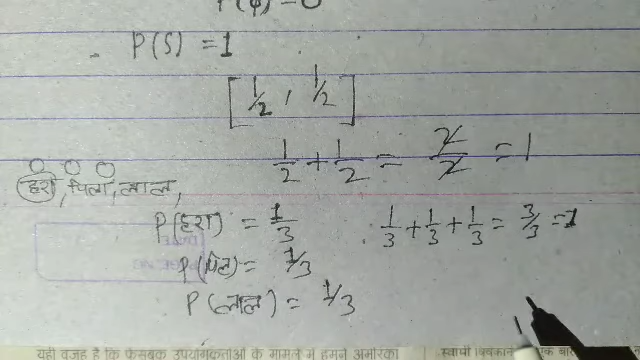 P(φ) = 0
P(S) = 1
[1/2, 1/2]
1/2 + 1/2 = 2/2 = 1
हरा, पिला, लाल,
P(हरा) = 1/3
1/3 + 1/3 + 1/3 = 3/3 = 1
P(पिला) = 1/3
P(लाल) = 1/3
यही वजह है कि फेसबुक उपयोगकर्ताओं के मामले में हमने अमेरिका